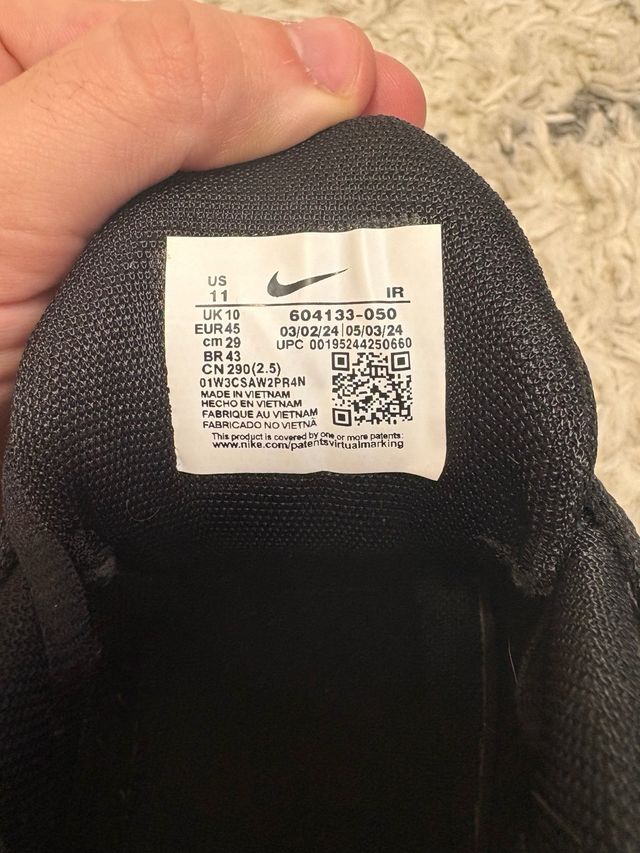 US
11
IR
UK 10
604133-050
EUR 45
03/02/24 | 05/03/24
cm 29
UPC 00195244250660
BR 43
CN 290(2.5)
01W3CSAW2PR4N
MADE IN VIETNAM
HECHO EN VIETNAM
FABRIQUE AU VIETNAM
FABRICADO NO VIETNÃ
This product is covered by one or more patents:
www.nike.com/patentsvirtualmarking